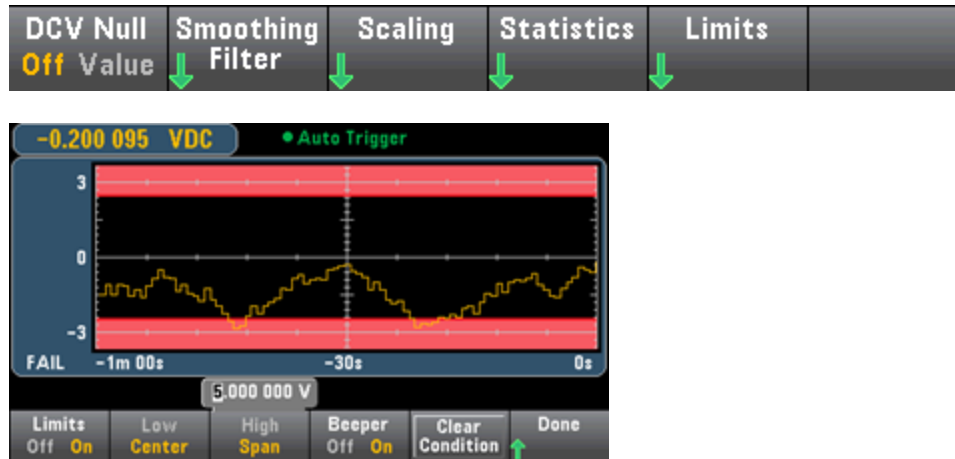 DCV Null Smoothing Scaling Statistics Limits
Off Value Filter
-0.200 095 VDC Auto Trigger
3
0
-3
FAIL -1m 00s -30s 0s
5.000 000 V
Limits Low High Beeper Clear Done
Off On Center Span Off On Condition